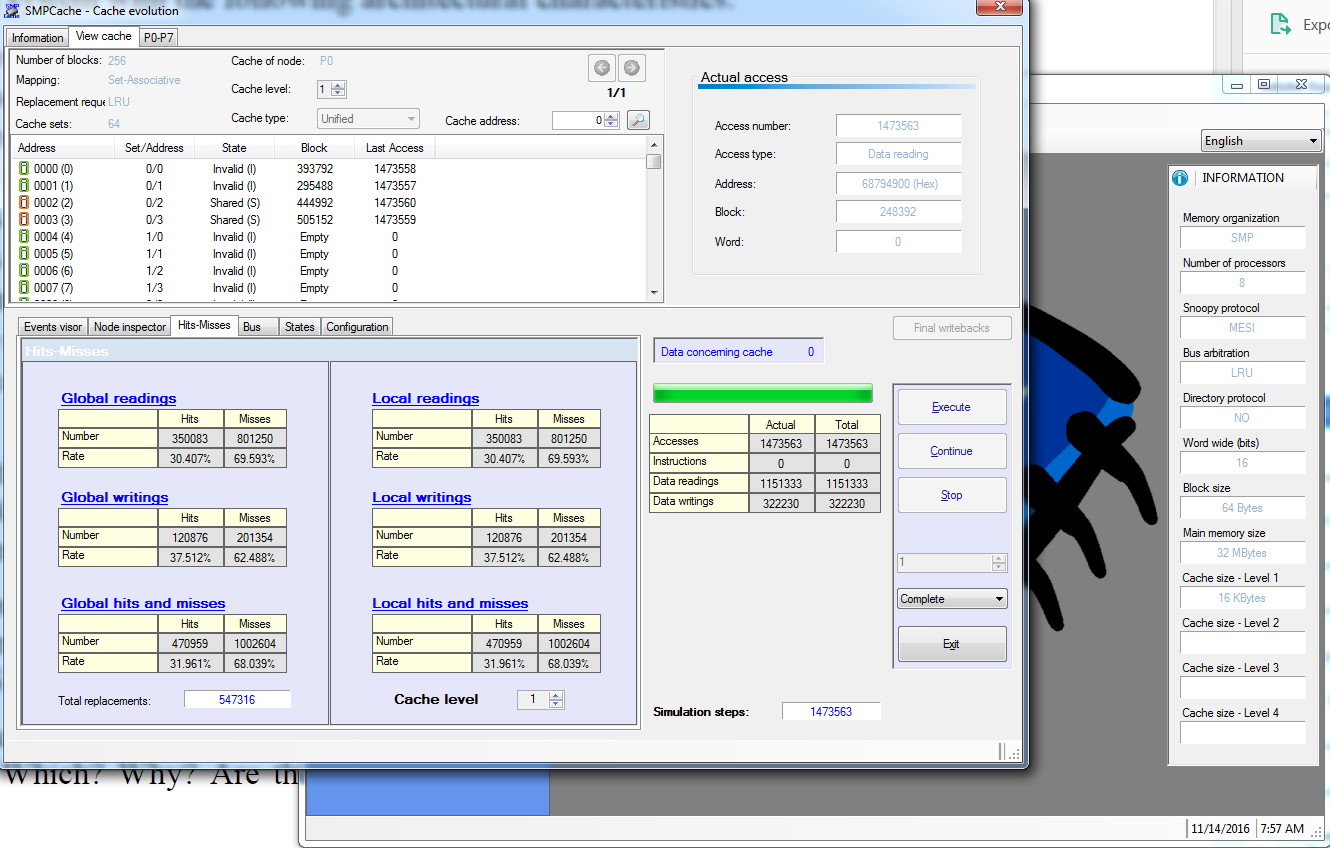 with the following architectural characteristics.
SMPCache - Cache evolution
Information View cache P0-P7
Number of blocks: 256
Mapping: Set-Associative
Replacement reque LRU
Cache sets: 64
Cache of node: P0
Cache level: 1
Cache type: Unified
Cache address: 0
1/1
Address Set/Address State Block Last Access
0000 (0) 0/0 Invalid (I) 393792 1473558
0001 (1) 0/1 Invalid (I) 295488 1473557
0002 (2) 0/2 Shared (S) 444992 1473560
0003 (3) 0/3 Shared (S) 505152 1473559
0004 (4) 1/0 Invalid (I) Empty 0
0005 (5) 1/1 Invalid (I) Empty 0
0006 (6) 1/2 Invalid (I) Empty 0
0007 (7) 1/3 Invalid (I) Empty 0
Actual access
Access number: 1473563
Access type: Data reading
Address: 68794900 (Hex)
Block: 248392
Word: 0
Events visor Node inspector Hits-Misses Bus States Configuration
Hits-Misses
Global readings
Hits Misses
Number 350083 801250
Rate 30.407% 69.593%
Global writings
Hits Misses
Number 120876 201354
Rate 37.512% 62.488%
Global hits and misses
Hits Misses
Number 470959 1002604
Rate 31.961% 68.039%
Total replacements: 547316
Local readings
Hits Misses
Number 350083 801250
Rate 30.407% 69.593%
Local writings
Hits Misses
Number 120876 201354
Rate 37.512% 62.488%
Local hits and misses
Hits Misses
Number 470959 1002604
Rate 31.961% 68.039%
Cache level 1
Data concerning cache 0
Actual Total
Accesses 1473563 1473563
Instructions 0 0
Data readings 1151333 1151333
Data writings 322230 322230
Simulation steps: 1473563
Final writebacks
Execute
Continue
Stop
1
Complete
Exit
Expo
English
INFORMATION
Memory organization
SMP
Number of processors
8
Snoopy protocol
MESI
Bus arbitration
LRU
Directory protocol
NO
Word wide (bits)
16
Block size
64 Bytes
Main memory size
32 MBytes
Cache size - Level 1
16 KBytes
Cache size - Level 2
Cache size - Level 3
Cache size - Level 4
Which? Why? Are th
11/14/2016 7:57 AM